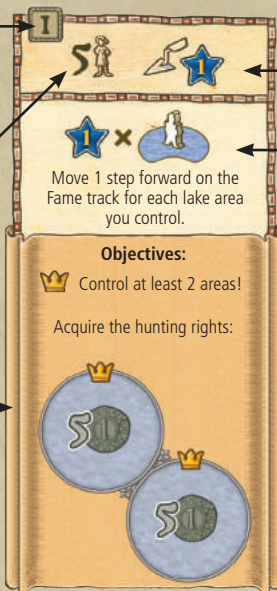 I
5 1
1 ×
Move 1 step forward on the
Fame track for each lake area
you control.
Objectives:
Control at least 2 areas!
Acquire the hunting rights:
5 1
5 1